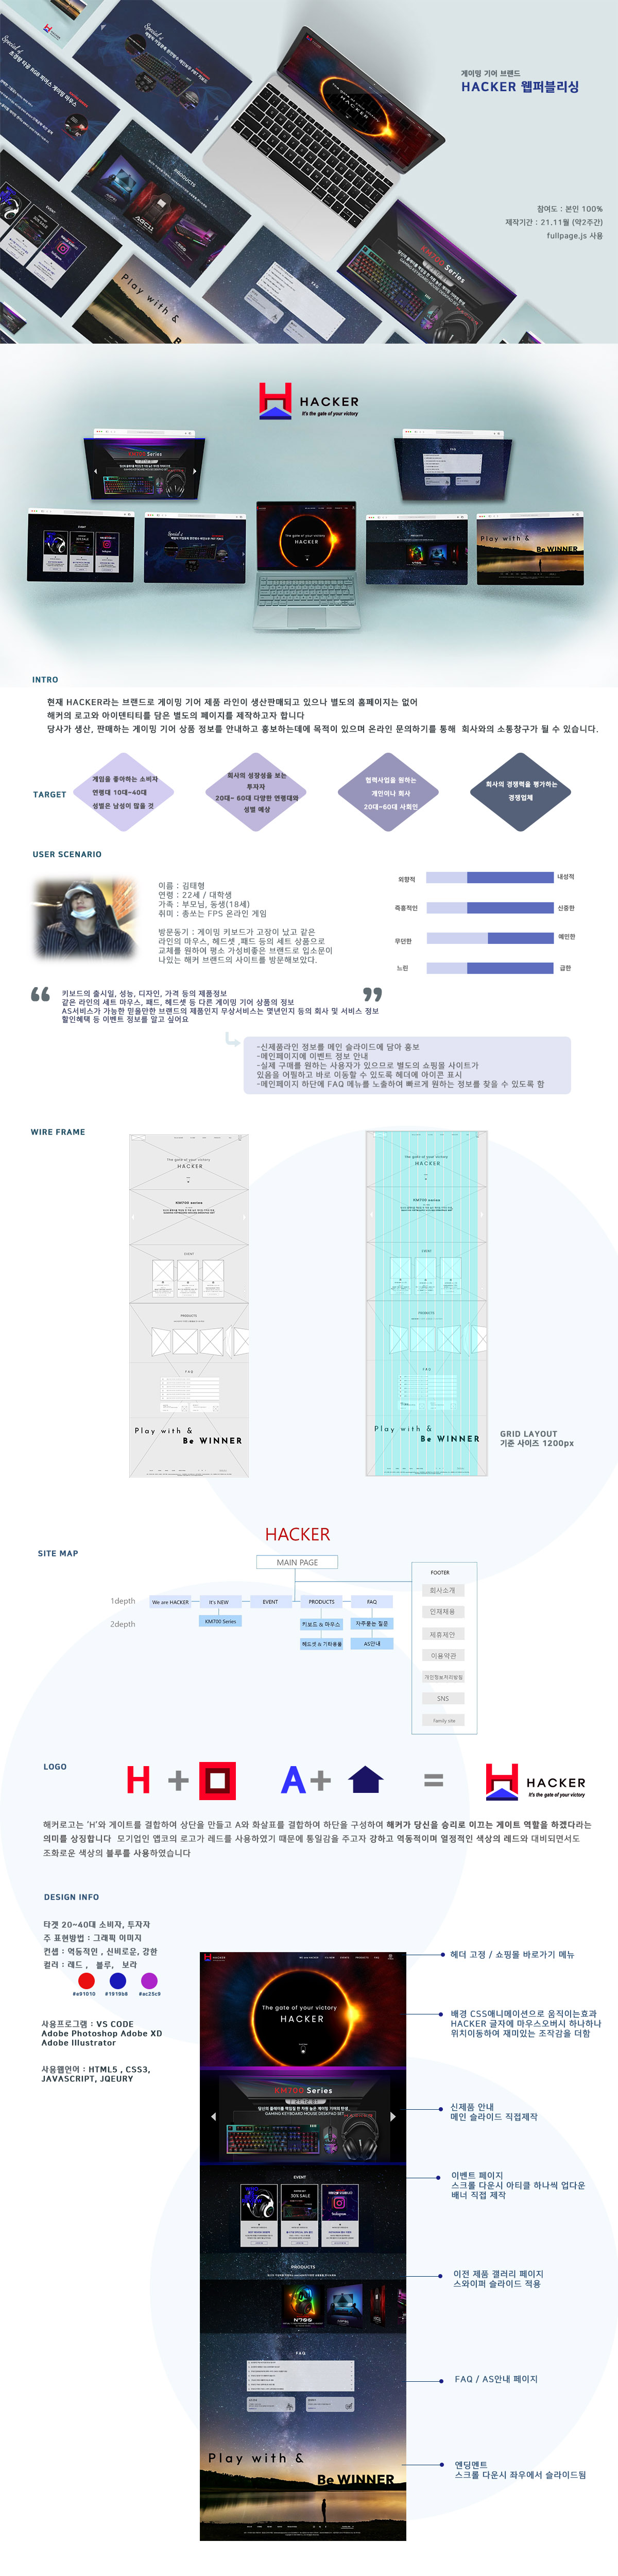 게이밍 기어 브랜드
HACKER 웹퍼블리싱
참여도 : 본인 100%
제작기간 : 21.11월 (약2주간)
fullpage.js 사용
Special of
PRODUCTS
EVENT
FAQ
KM700 Series
Play with &
HACKER
It's the gate of your victory
KM700 Series
FAQ
EVENT
Special of
The gate of your victory
HACKER
PRODUCTS
Play with &
Be WINNER
INTRO
현재 HACKER라는 브랜드로 게이밍 기어 제품 라인이 생산판매되고 있으나 별도의 홈페이지는 없어
해커의 로고와 아이덴티티를 담은 별도의 페이지를 제작하고자 합니다
당사가 생산, 판매하는 게이밍 기어 상품 정보를 안내하고 홍보하는데에 목적이 있으며 온라인 문의하기를 통해 회사와의 소통창구가 될 수 있습니다.
TARGET
게임을 좋아하는 소비자
연령대 10대~40대
성별은 남성이 많을 것
회사의 성장성을 보는
투자자
20대~ 60대 다양한 연령대와
성별 예상
협력사업을 원하는
개인이나 회사
20대~60대 사회인
회사의 경쟁력을 평가하는
경쟁업체
USER SCENARIO
이름 : 김태형
연령 : 22세 / 대학생
가족 : 부모님, 동생(18세)
취미 : 총쏘는 FPS 온라인 게임
방문동기 : 게이밍 키보드가 고장이 났고 같은
라인의 마우스, 헤드셋 ,패드 등의 세트 상품으로
교체를 원하여 평소 가성비좋은 브랜드로 입소문이
나있는 해커 브랜드의 사이트를 방문해보았다.
외향적 내성적
즉흥적인 신중한
무던한 예민한
느린 급한
키보드의 출시일, 성능, 디자인, 가격 등의 제품정보
같은 라인의 세트 마우스, 패드, 헤드셋 등 다른 게이밍 기어 상품의 정보
AS서비스가 가능한 믿을만한 브랜드의 제품인지 무상서비스는 몇년인지 등의 회사 및 서비스 정보
할인혜택 등 이벤트 정보를 알고 싶어요
-신제품라인 정보를 메인 슬라이드에 담아 홍보
-메인페이지에 이벤트 정보 안내
-실제 구매를 원하는 사용자가 있으므로 별도의 쇼핑몰 사이트가
있음을 어필하고 바로 이동할 수 있도록 헤더에 아이콘 표시
-메인페이지 하단에 FAQ 메뉴를 노출하여 빠르게 원하는 정보를 찾을 수 있도록 함
WIRE FRAME
The gate of your victory
HACKER
KM700 series
EVENT
PRODUCTS
FAQ
Play with &
Be WINNER
The gate of your victory
HACKER
KM700 series
EVENT
PRODUCTS
FAQ
Play with &
Be WINNER
GRID LAYOUT
기준 사이즈 1200px
SITE MAP
HACKER
MAIN PAGE
1depth
We are HACKER
It's NEW
EVENT
PRODUCTS
FAQ
2depth
KM700 Series
키보드 & 마우스
자주묻는 질문
헤드셋 & 기타용품
AS안내
FOOTER
회사소개
인재채용
제휴제안
이용약관
개인정보처리방침
SNS
Family site
LOGO
H + A + = HACKER
It's the gate of your victory
해커로고는 'H'와 게이트를 결합하여 상단을 만들고 A와 화살표를 결합하여 하단을 구성하여 해커가 당신을 승리로 이끄는 게이트 역할을 하겠다라는
의미를 상징합니다 모기업인 앱코의 로고가 레드를 사용하였기 때문에 통일감을 주고자 강하고 역동적이며 열정적인 색상의 레드와 대비되면서도
조화로운 색상의 블루를 사용하였습니다
DESIGN INFO
타겟 20~40대 소비자, 투자자
주 표현방법 : 그래픽 이미지
컨셉 : 역동적인 , 신비로운, 강한
컬러 : 레드 , 블루, 보라
#e91010 #1919b8 #ac25c9
사용프로그램 : VS CODE
Adobe Photoshop Adobe XD
Adobe Illustrator
사용웹언어 : HTML5 , CSS3,
JAVASCRIPT, JQEURY
The gate of your victory
HACKER
KM700 Series
GAMING KEYBOARD MOUSE DESKPAD SET
EVENT
30% SALE
Instagram
PRODUCTS
N700
FAQ
Play with &
Be WINNER
헤더 고정 / 쇼핑몰 바로가기 메뉴
배경 CSS애니메이션으로 움직이는효과
HACKER 글자에 마우스오버시 하나하나
위치이동하여 재미있는 조작감을 더함
신제품 안내
메인 슬라이드 직접제작
이벤트 페이지
스크롤 다운시 아티클 하나씩 업다운
배너 직접 제작
이전 제품 갤러리 페이지
스와이퍼 슬라이드 적용
FAQ / AS안내 페이지
엔딩멘트
스크롤 다운시 좌우에서 슬라이드됨